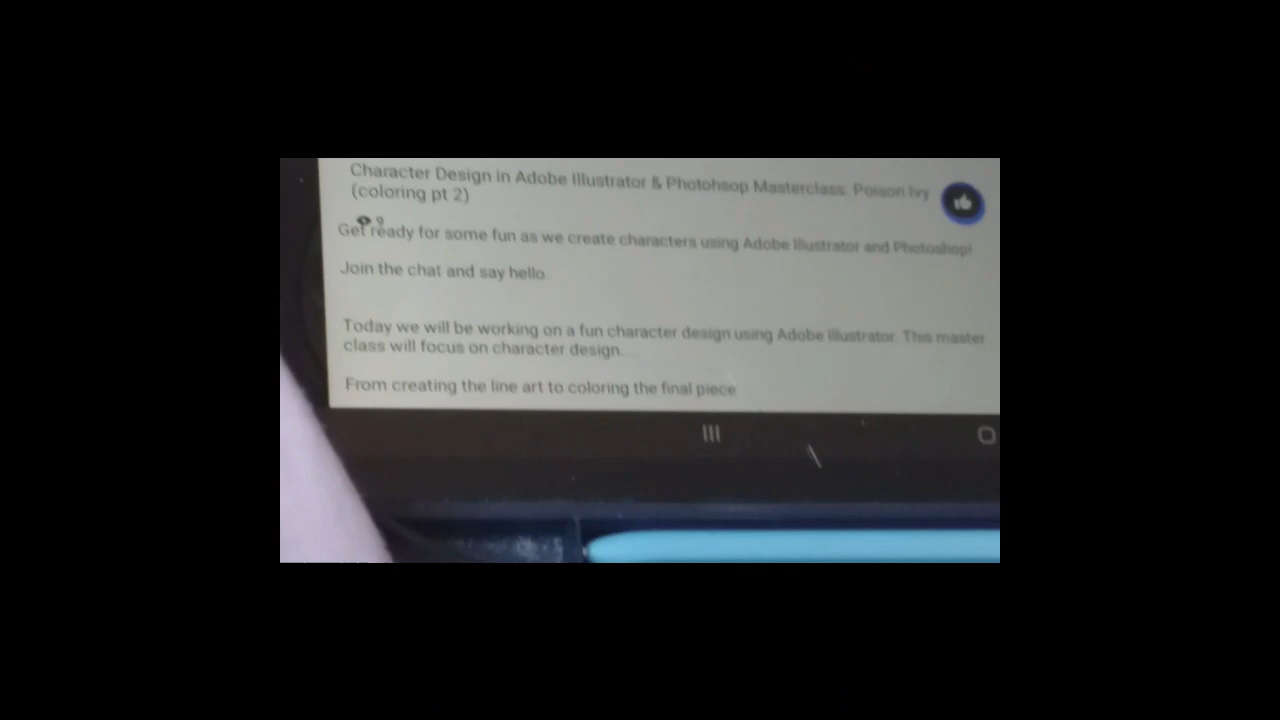 Character Design in Adobe Illustrator & Photohsop Masterclass: Poison Ivy
(coloring pt 2)
9
Get ready for some fun as we create characters using Adobe Illustrator and Photoshop!
Join the chat and say hello.
Today we will be working on a fun character design using Adobe Illustrator. This master
class will focus on character design....
From creating the line art to coloring the final piece